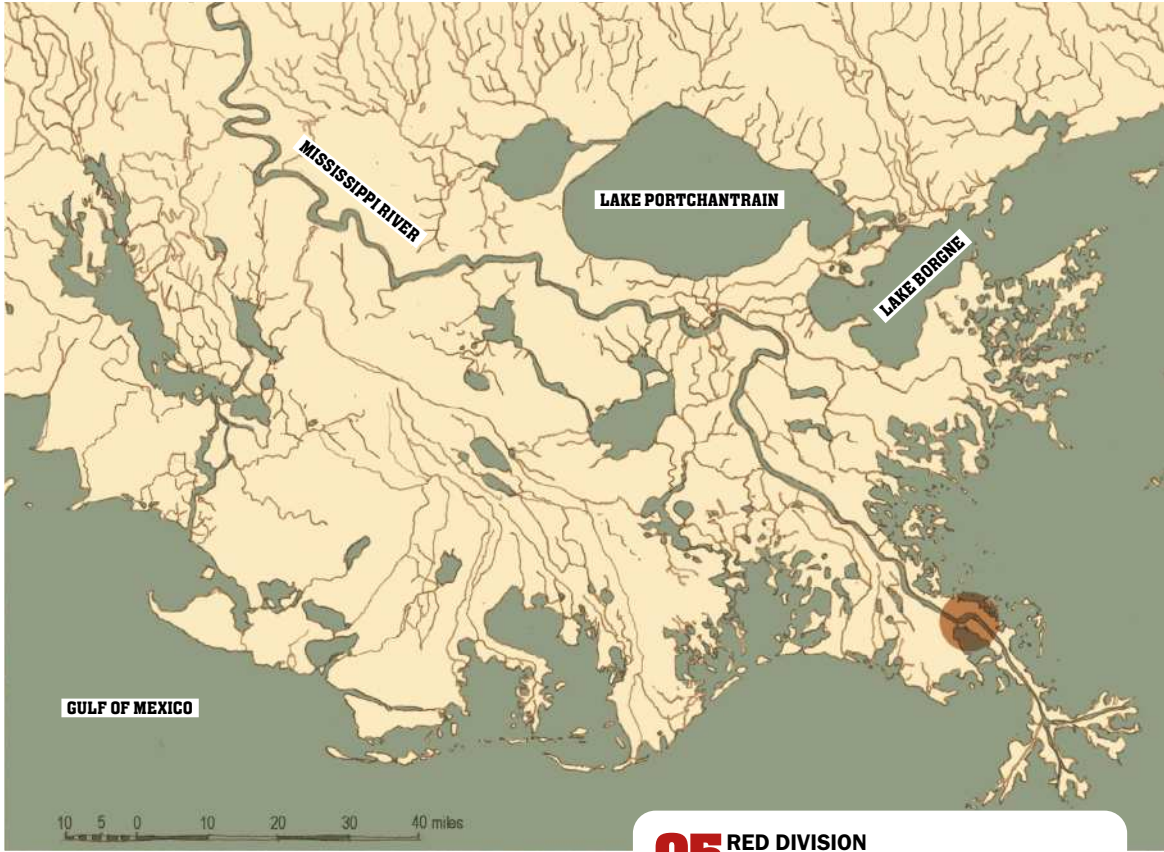 MISSISSIPPI RIVER
LAKE PORTCHANTRAIN
LAKE BORGNE
GULF OF MEXICO
10 5 0 10 20 30 40 miles
05 RED DIVISION